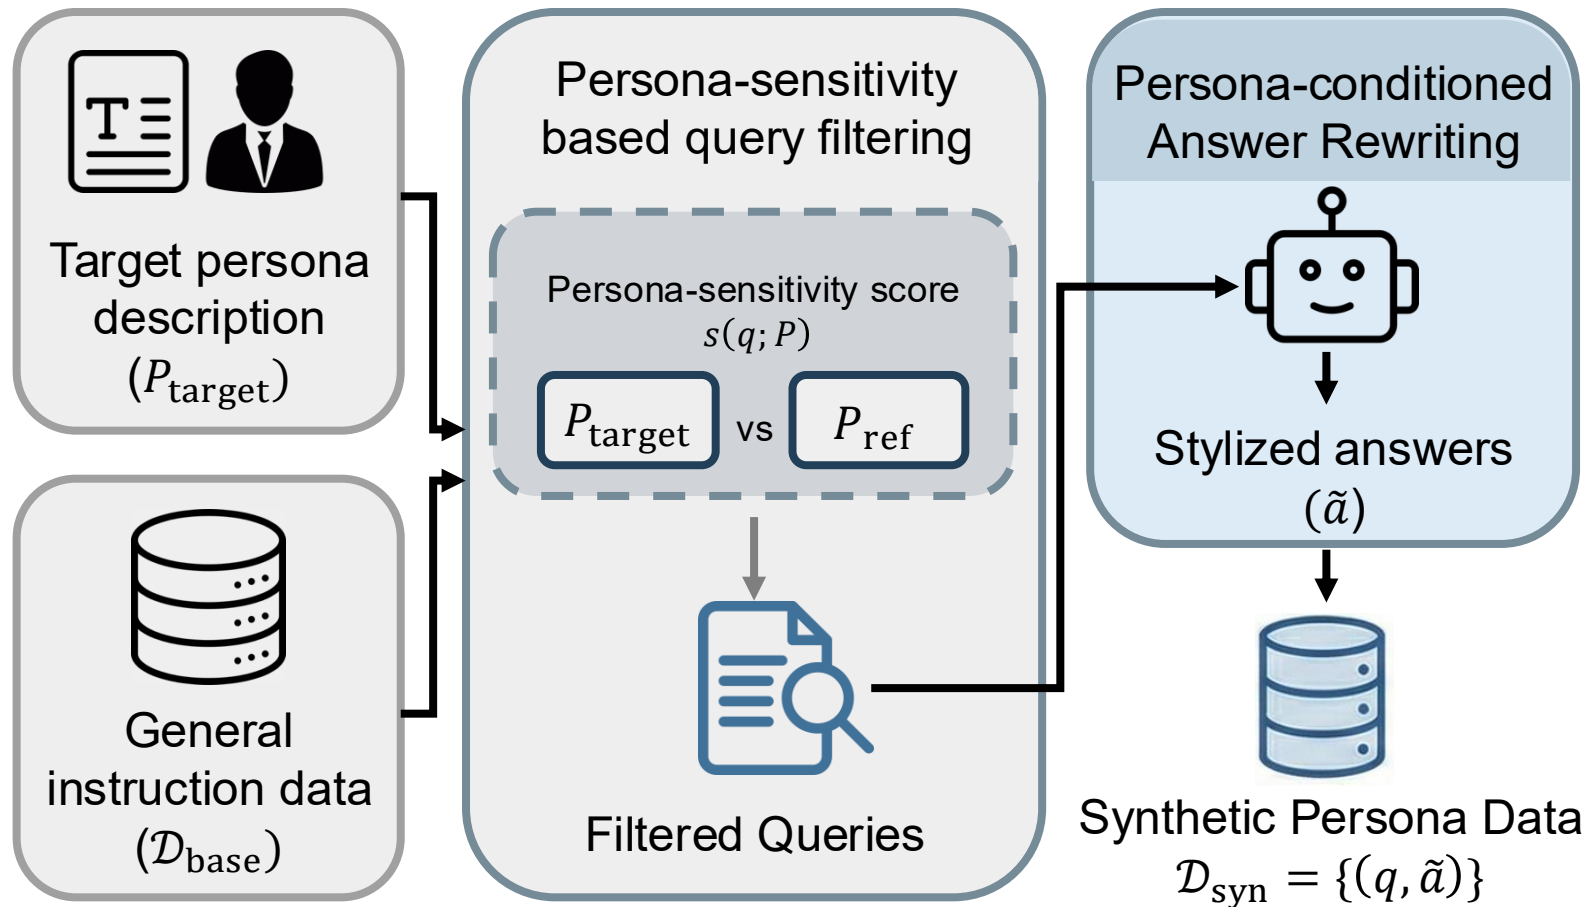 T
Target persona
description
(P_target)
General
instruction data
(𝒟_base)
Persona-sensitivity
based query filtering
Persona-sensitivity score
s(q; P)
P_target vs P_ref
Filtered Queries
Persona-conditioned
Answer Rewriting
Stylized answers
(ã)
Synthetic Persona Data
𝒟_syn = {(q, ã)}